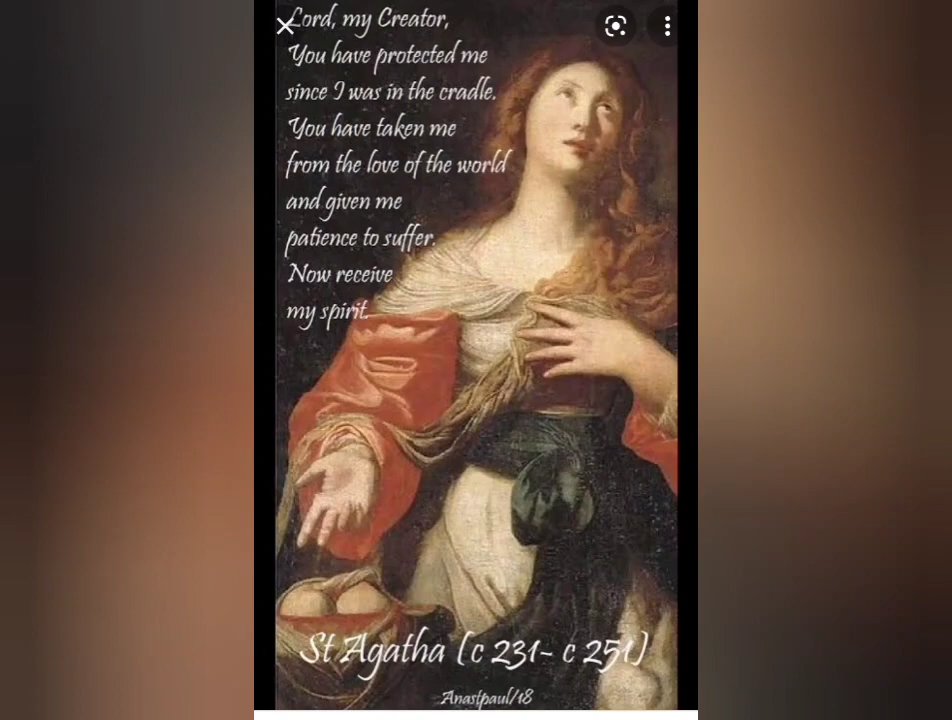 Lord, my Creator,
You have protected me
since I was in the cradle.
You have taken me
from the love of the world
and given me
patience to suffer.
Now receive
my spirit.
St Agatha (c 231- c 251)
Anastpaul/18